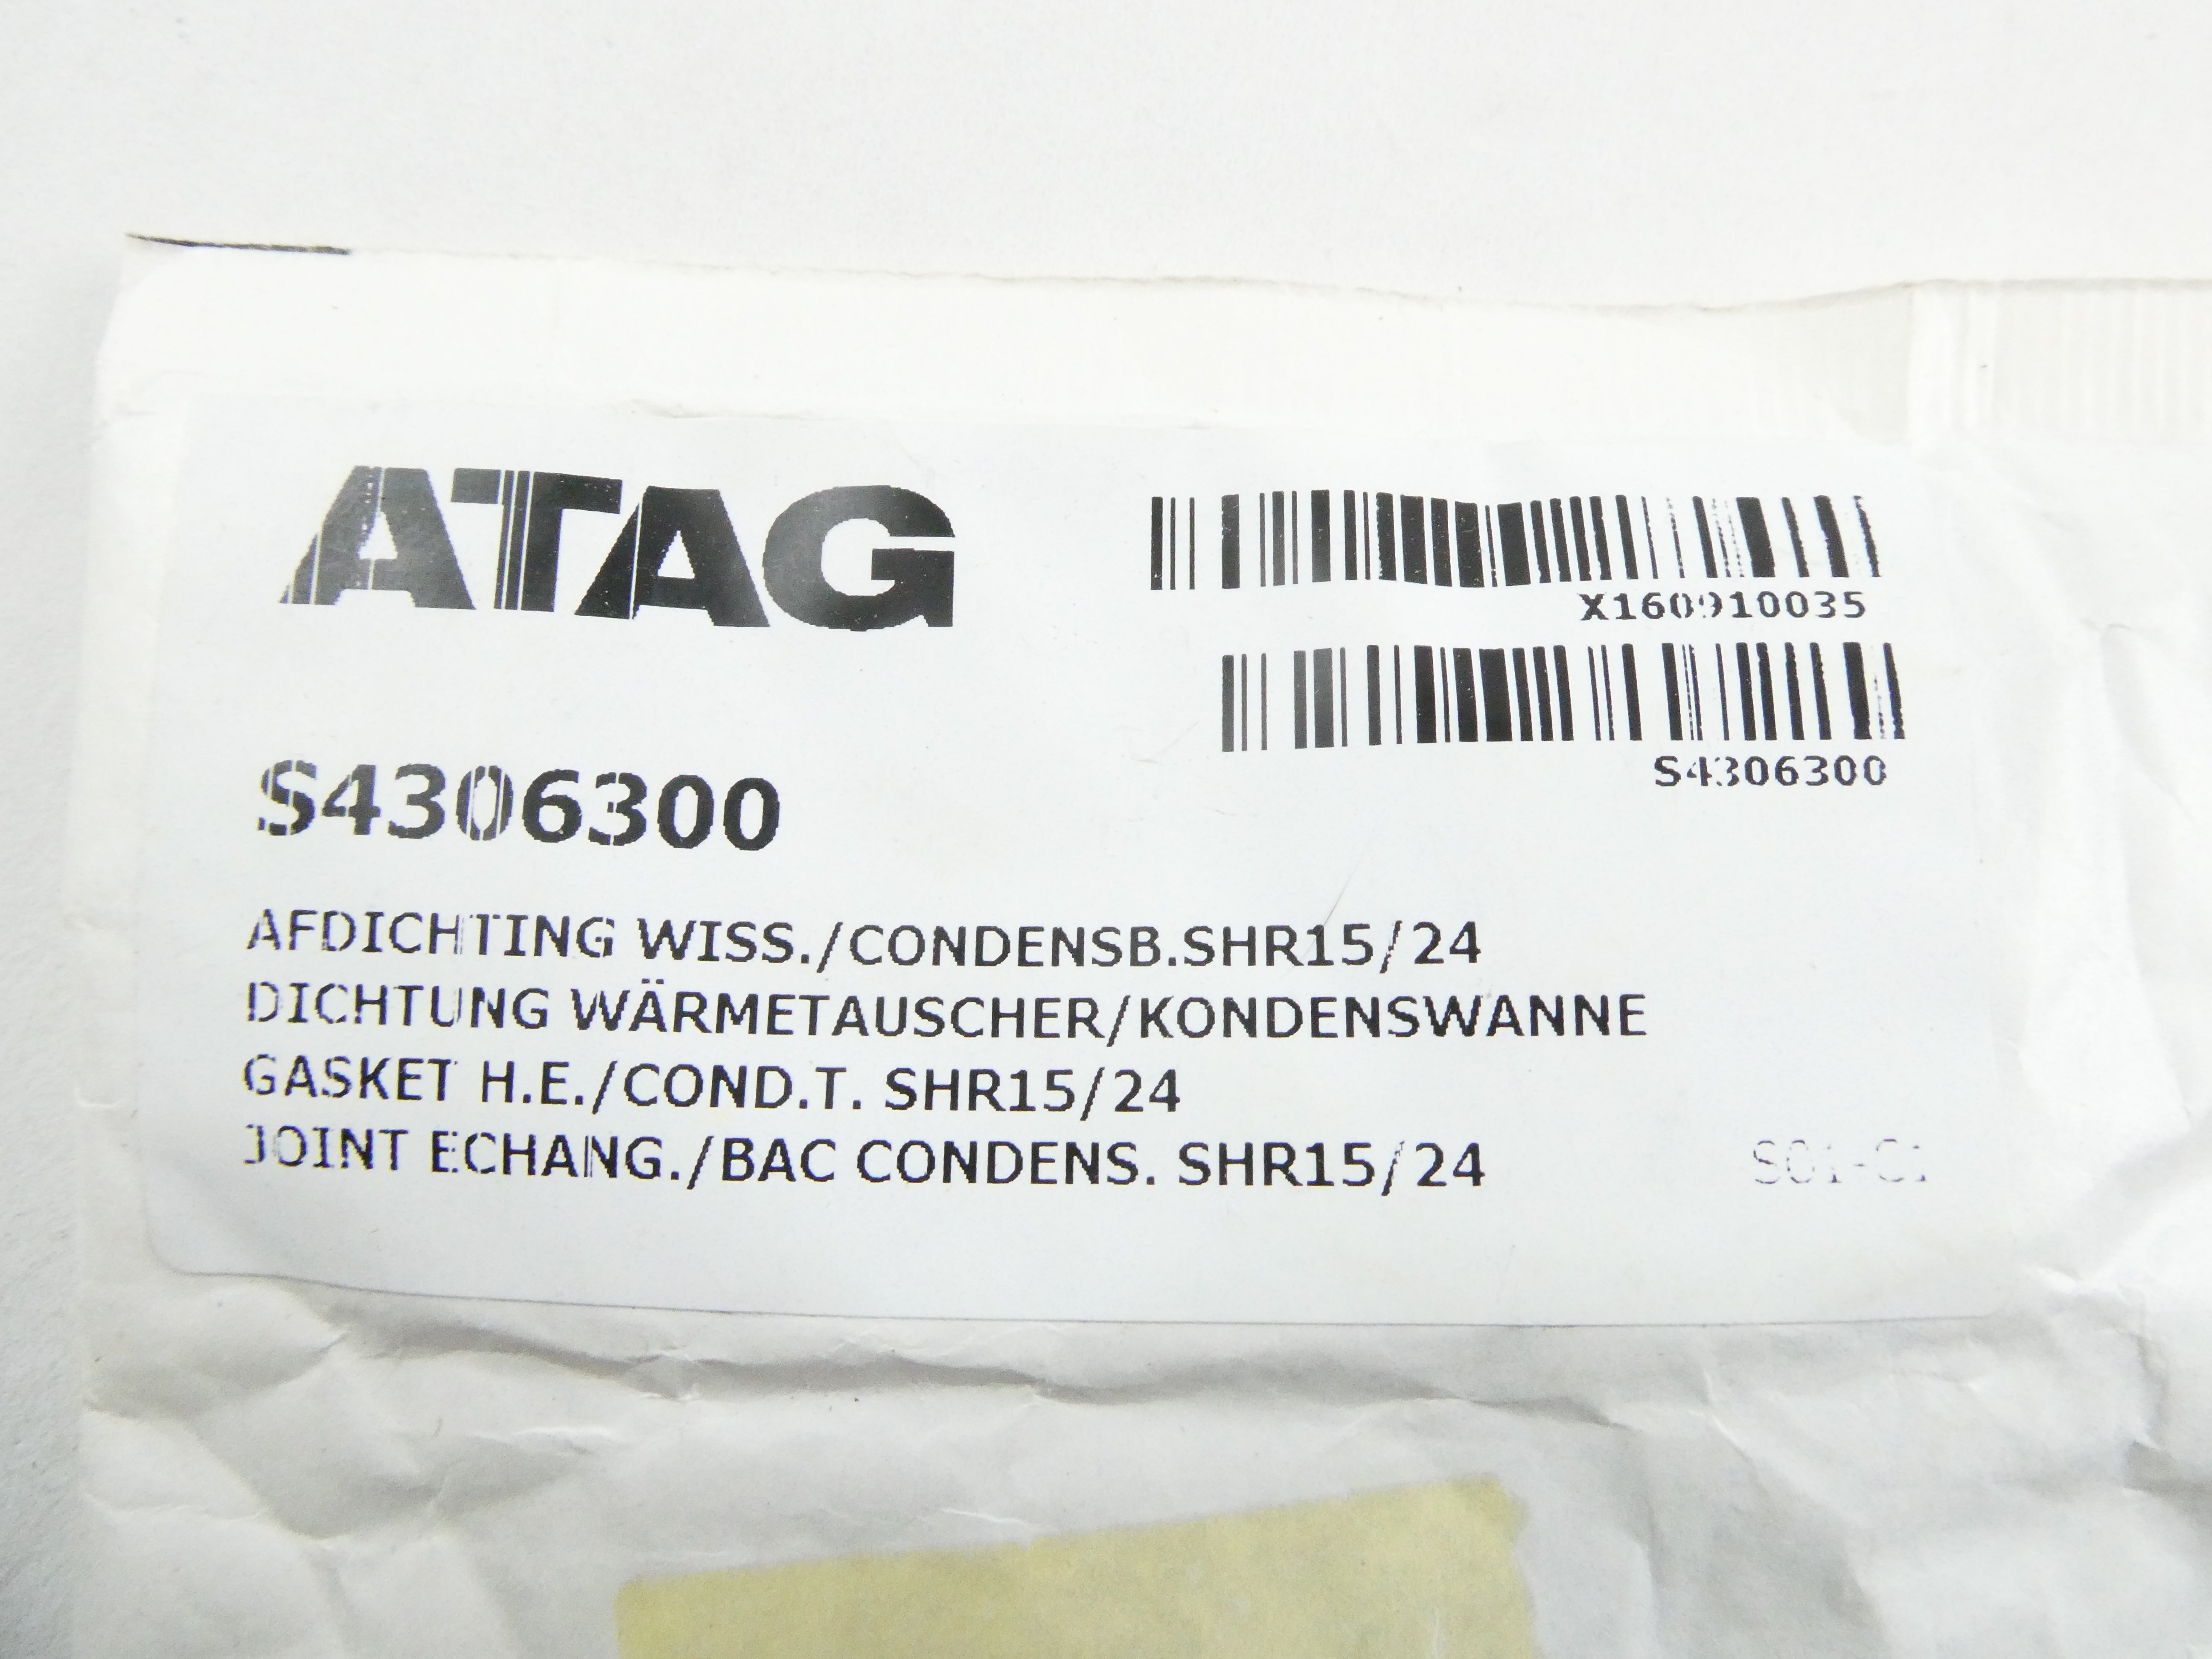 ATAG
X160910035
S4306300
S4306300
AFDICHTING WISS./CONDENSB.SHR15/24
DICHTUNG WÄRMETAUSCHER/KONDENSWANNE
GASKET H.E./COND.T. SHR15/24
JOINT ECHANG./BAC CONDENS. SHR15/24